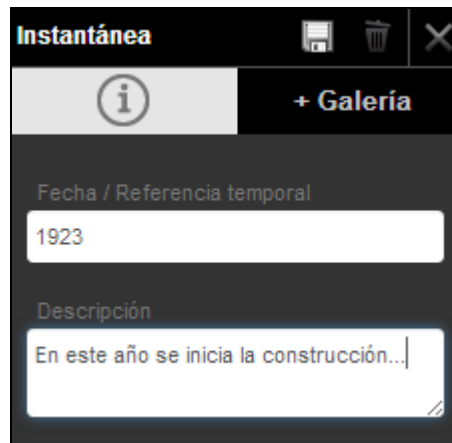 Instantánea
+ Galería
Fecha / Referencia temporal
1923
Descripción
En este año se inicia la construcción...